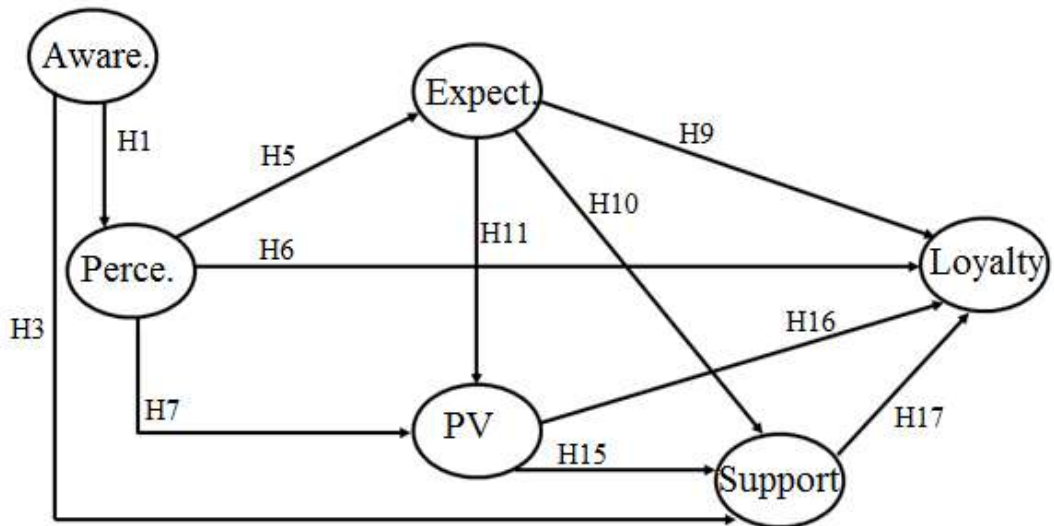 Aware.
Expect.
H1
H9
H5
H10
H11
H6
Perce.
Loyalty
H3
H16
H7
PV
H17
H15
Support